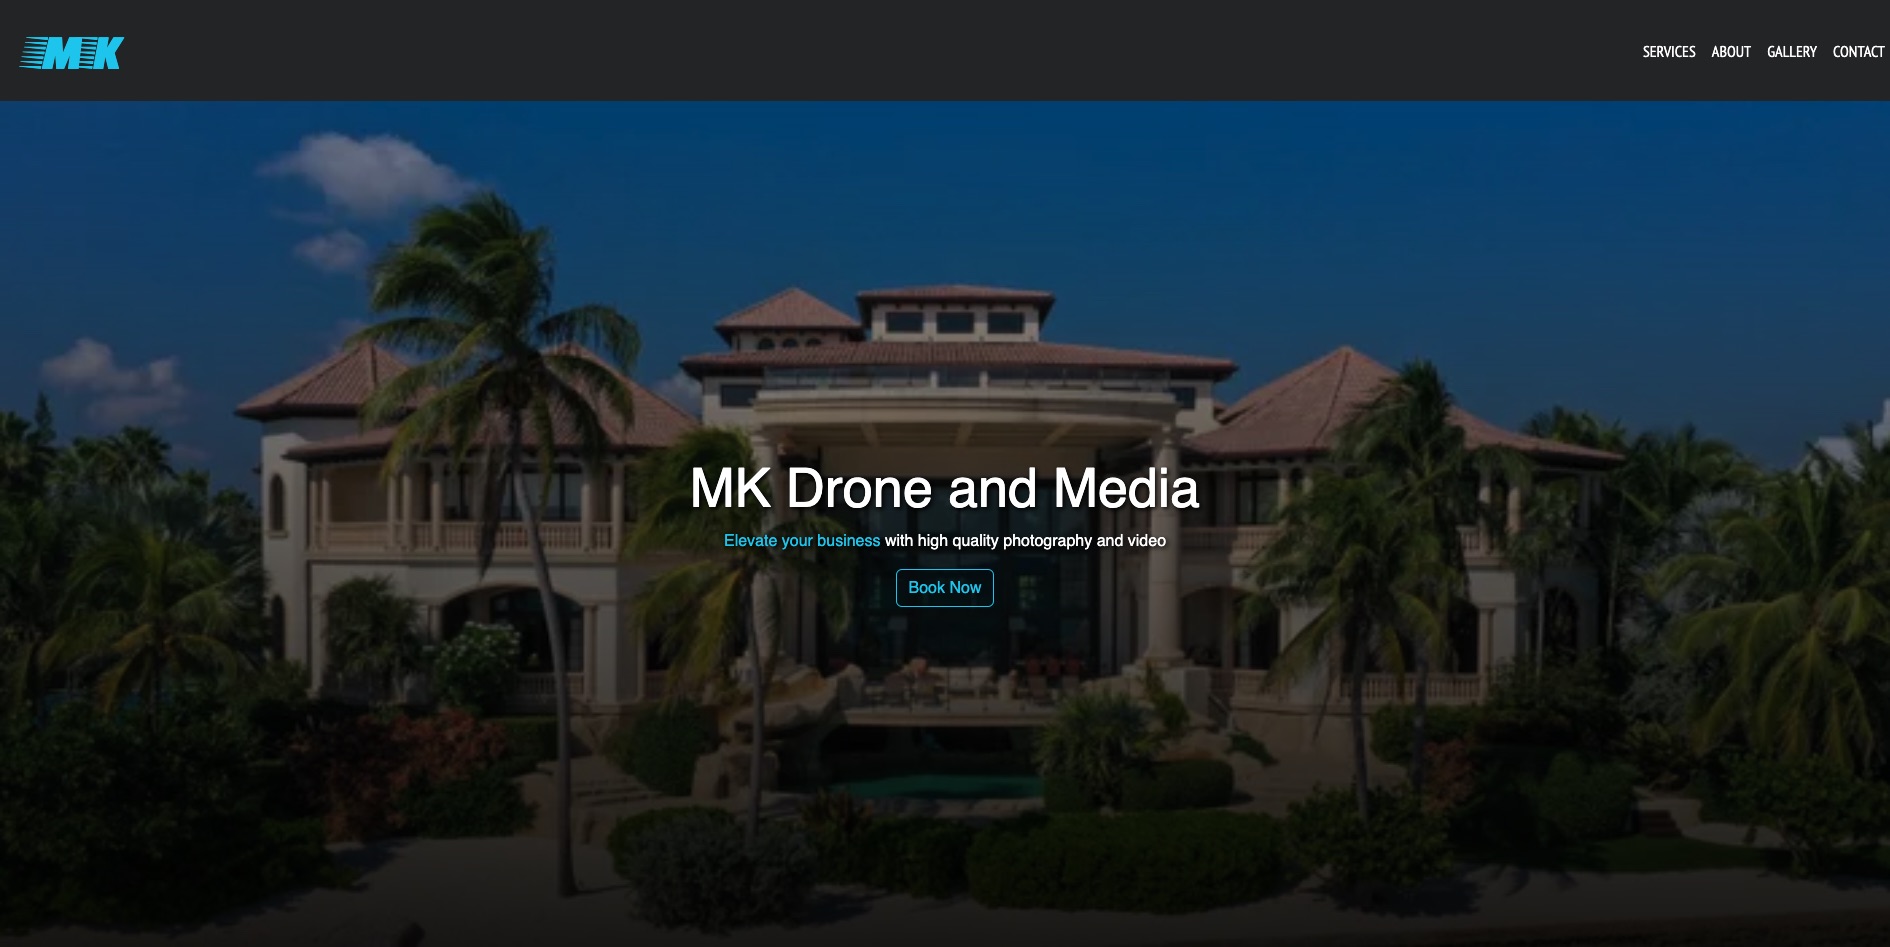 MK
SERVICES ABOUT GALLERY CONTACT
MK Drone and Media
Elevate your business with high quality photography and video
Book Now